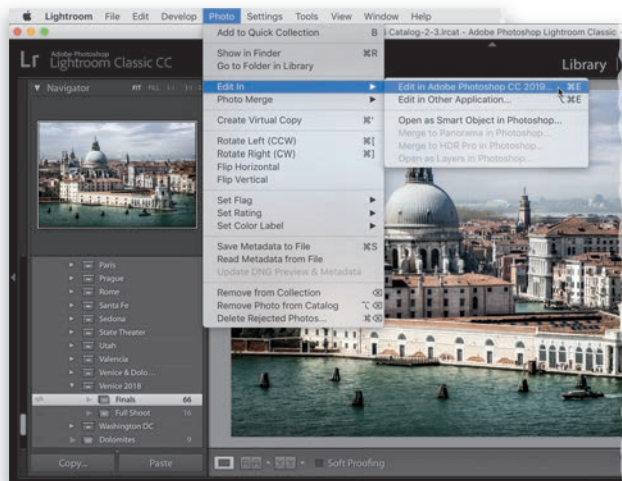 Lightroom File Edit Develop Photo Settings Tools View Window Help
Catalog-2-3.lrcat - Adobe Photoshop Lightroom Classic -
Lr Adobe Photoshop
Lightroom Classic CC
Library
Navigator FIT FILL
Add to Quick Collection B
Show in Finder ⌘R
Go to Folder in Library
Edit In
Photo Merge
Create Virtual Copy ⌘'
Rotate Left (CCW) ⌘[
Rotate Right (CW) ⌘]
Flip Horizontal
Flip Vertical
Set Flag
Set Rating
Set Color Label
Save Metadata to File ⌘S
Read Metadata from File
Update DNG Preview & Metadata
Remove from Collection ⌫
Remove Photo from Catalog ⌥⌫
Delete Rejected Photos... ⌘⌫
Edit in Adobe Photoshop CC 2019... ⌘E
Edit in Other Application... ⌥⌘E
Open as Smart Object in Photoshop...
Merge to Panorama in Photoshop...
Merge to HDR Pro in Photoshop...
Open as Layers in Photoshop...
Paris
Prague
Rome
Santa Fe
Sedona
State Theater
Utah
Valencia
Venice & Dolo...
Venice 2018
Finals 66
Full Shoot 16
Washington DC
Dolomites 9
Copy... Paste
Soft Proofing